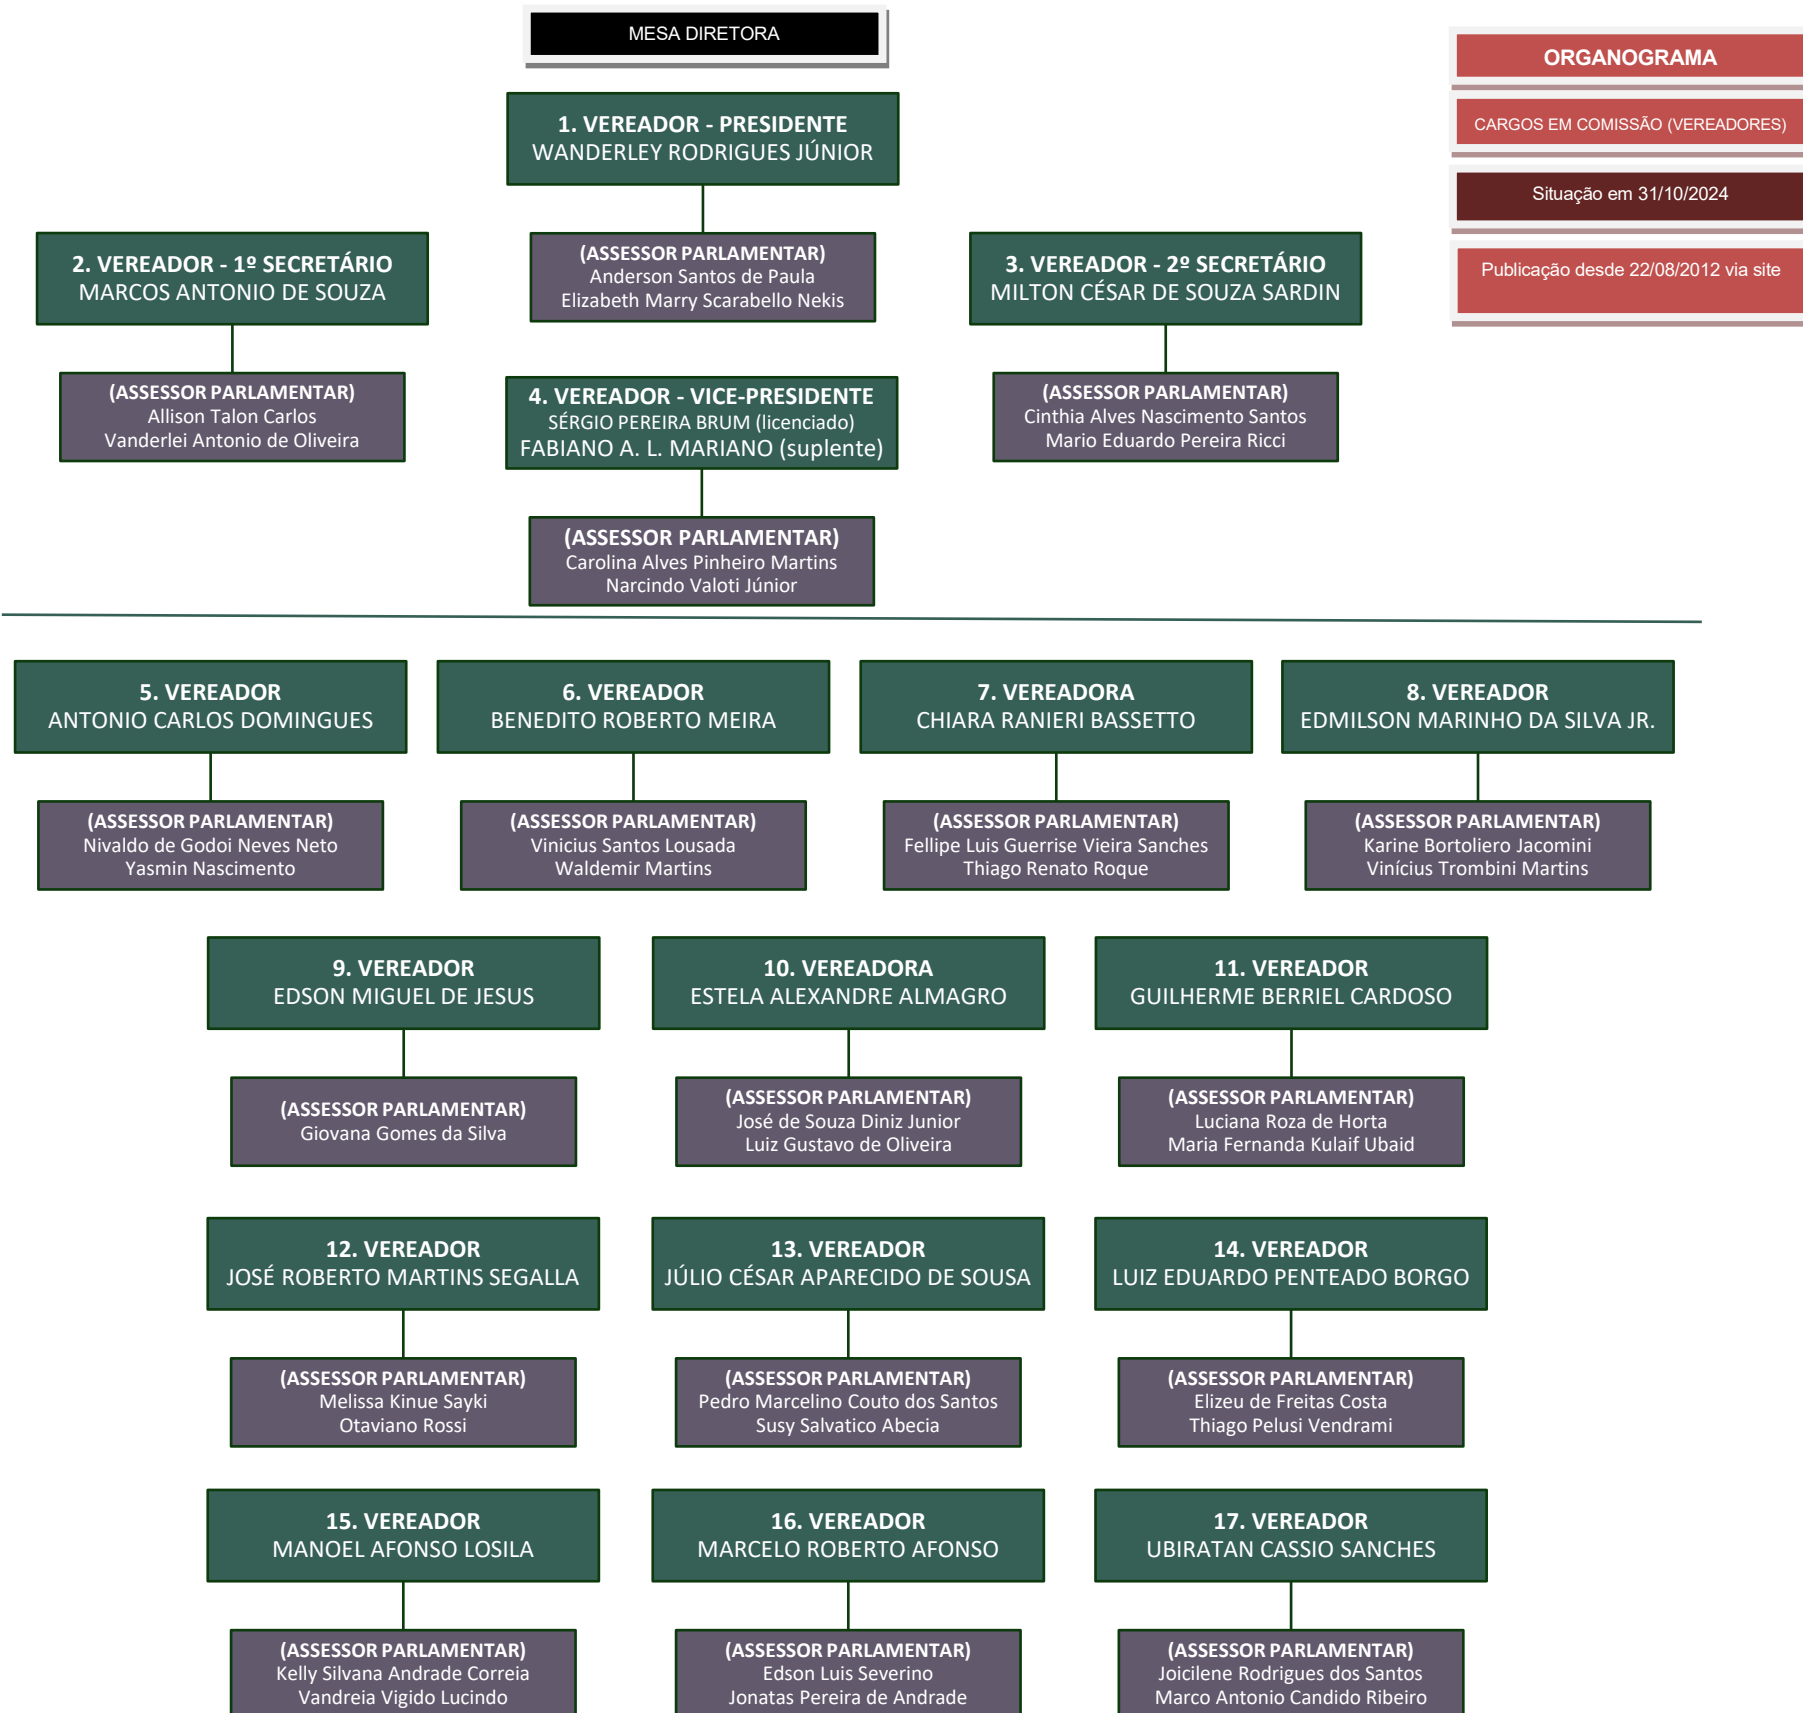 MESA DIRETORA
ORGANOGRAMA
CARGOS EM COMISSÃO (VEREADORES)
Situação em 31/10/2024
Publicação desde 22/08/2012 via site
1. VEREADOR - PRESIDENTE
WANDERLEY RODRIGUES JÚNIOR
(ASSESSOR PARLAMENTAR)
Anderson Santos de Paula
Elizabeth Marry Scarabello Nekis
2. VEREADOR - 1º SECRETÁRIO
MARCOS ANTONIO DE SOUZA
(ASSESSOR PARLAMENTAR)
Allison Talon Carlos
Vanderlei Antonio de Oliveira
3. VEREADOR - 2º SECRETÁRIO
MILTON CÉSAR DE SOUZA SARDIN
(ASSESSOR PARLAMENTAR)
Cinthia Alves Nascimento Santos
Mario Eduardo Pereira Ricci
4. VEREADOR - VICE-PRESIDENTE
SÉRGIO PEREIRA BRUM (licenciado)
FABIANO A. L. MARIANO (suplente)
(ASSESSOR PARLAMENTAR)
Carolina Alves Pinheiro Martins
Narcindo Valoti Júnior
5. VEREADOR
ANTONIO CARLOS DOMINGUES
(ASSESSOR PARLAMENTAR)
Nivaldo de Godoi Neves Neto
Yasmin Nascimento
6. VEREADOR
BENEDITO ROBERTO MEIRA
(ASSESSOR PARLAMENTAR)
Vinicius Santos Lousada
Waldemir Martins
7. VEREADORA
CHIARA RANIERI BASSETTO
(ASSESSOR PARLAMENTAR)
Fellipe Luis Guerrise Vieira Sanches
Thiago Renato Roque
8. VEREADOR
EDMILSON MARINHO DA SILVA JR.
(ASSESSOR PARLAMENTAR)
Karine Bortoliero Jacomini
Vinícius Trombini Martins
9. VEREADOR
EDSON MIGUEL DE JESUS
(ASSESSOR PARLAMENTAR)
Giovana Gomes da Silva
10. VEREADORA
ESTELA ALEXANDRE ALMAGRO
(ASSESSOR PARLAMENTAR)
José de Souza Diniz Junior
Luiz Gustavo de Oliveira
11. VEREADOR
GUILHERME BERRIEL CARDOSO
(ASSESSOR PARLAMENTAR)
Luciana Roza de Horta
Maria Fernanda Kulaif Ubaid
12. VEREADOR
JOSÉ ROBERTO MARTINS SEGALLA
(ASSESSOR PARLAMENTAR)
Melissa Kinue Sayki
Otaviano Rossi
13. VEREADOR
JÚLIO CÉSAR APARECIDO DE SOUSA
(ASSESSOR PARLAMENTAR)
Pedro Marcelino Couto dos Santos
Susy Salvatico Abecia
14. VEREADOR
LUIZ EDUARDO PENTEADO BORGO
(ASSESSOR PARLAMENTAR)
Elizeu de Freitas Costa
Thiago Pelusi Vendrami
15. VEREADOR
MANOEL AFONSO LOSILA
(ASSESSOR PARLAMENTAR)
Kelly Silvana Andrade Correia
Vandreia Vigido Lucindo
16. VEREADOR
MARCELO ROBERTO AFONSO
(ASSESSOR PARLAMENTAR)
Edson Luis Severino
Jonatas Pereira de Andrade
17. VEREADOR
UBIRATAN CASSIO SANCHES
(ASSESSOR PARLAMENTAR)
Joicilene Rodrigues dos Santos
Marco Antonio Candido Ribeiro